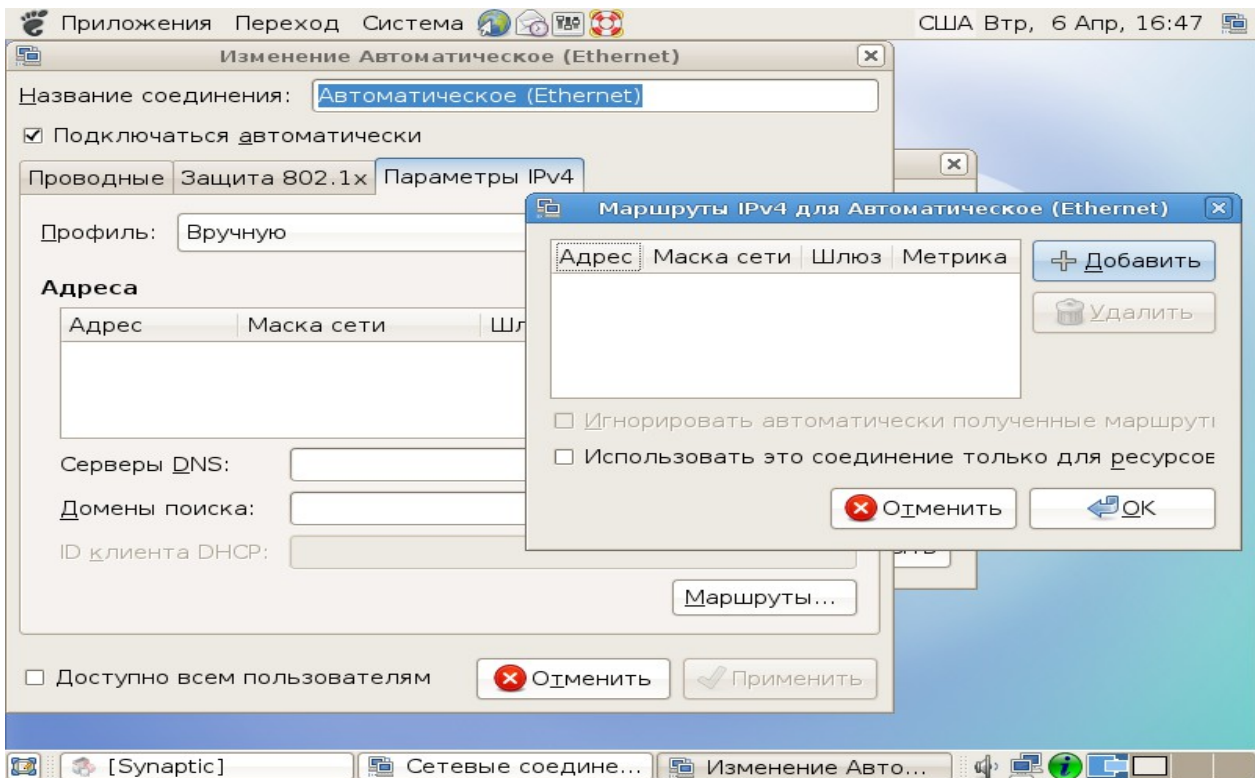 Приложения Переход Система США Втр, 6 Апр, 16:47
Изменение Автоматическое (Ethernet)
Название соединения: Автоматическое (Ethernet)
Подключаться автоматически
Проводные Защита 802.1x Параметры IPv4
Профиль: Вручную
Адреса
Адрес Маска сети Шл
Серверы DNS:
Домены поиска:
ID клиента DHCP:
Маршруты...
Доступно всем пользователям Отменить Применить
Маршруты IPv4 для Автоматическое (Ethernet)
Адрес Маска сети Шлюз Метрика
Добавить
Удалить
Игнорировать автоматически полученные маршруты
Использовать это соединение только для ресурсов
Отменить OK
[Synaptic] Сетевые соедине... Изменение Авто...